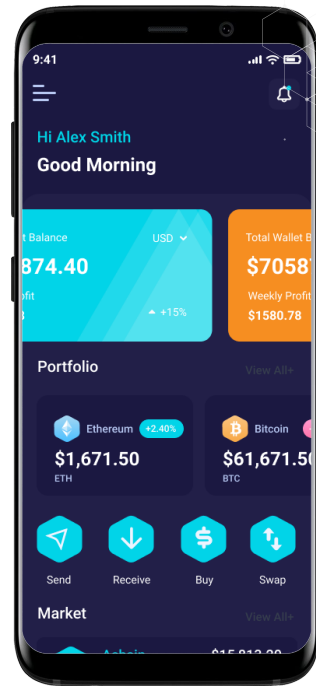 9:41
Hi Alex Smith
Good Morning
t Balance
USD
Total Wallet B
874.40
$7058
ofit
Weekly Profit
+15%
$1580.78
Portfolio
View All+
Ethereum
+2.40%
Bitcoin
$1,671.50
$61,671.50
ETH
BTC
Send
Receive
Buy
Swap
Market
View All+